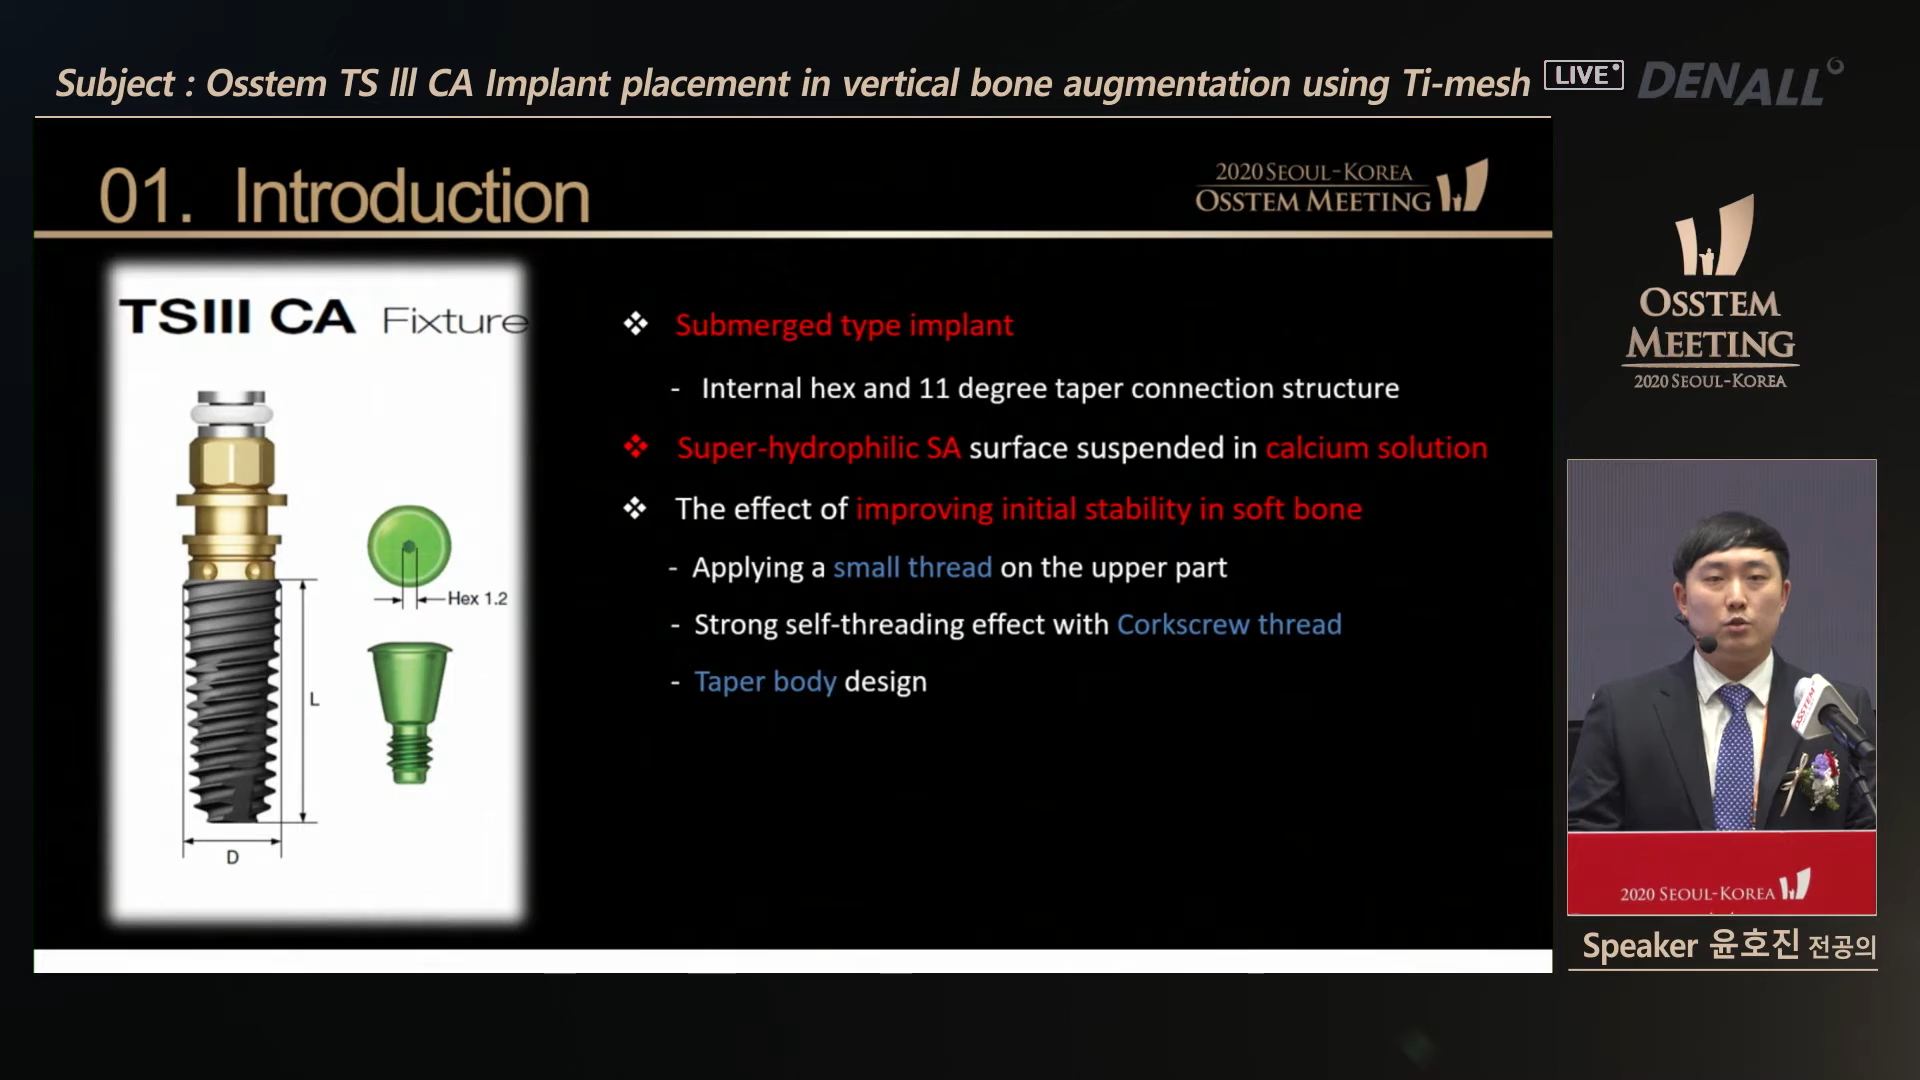 Subject : Osstem TS lll CA Implant placement in vertical bone augmentation using Ti-mesh
LIVE
DENALL
01. Introduction
2020 SEOUL-KOREA
OSSTEM MEETING
TSIII CA Fixture
Hex 1.2
L
D
❖ Submerged type implant
- Internal hex and 11 degree taper connection structure
❖ Super-hydrophilic SA surface suspended in calcium solution
❖ The effect of improving initial stability in soft bone
- Applying a small thread on the upper part
- Strong self-threading effect with Corkscrew thread
- Taper body design
OSSTEM
MEETING
2020 SEOUL-KOREA
OSSTEM
2020 SEOUL-KOREA
Speaker 윤호진 전공의